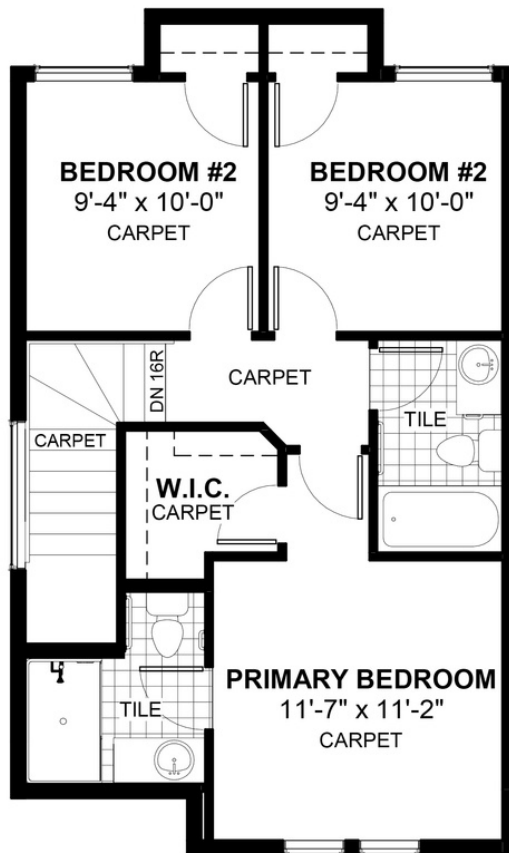 BEDROOM #2
9'-4" x 10'-0"
CARPET
BEDROOM #2
9'-4" x 10'-0"
CARPET
DN 16R
CARPET
CARPET
TILE
W.I.C.
CARPET
PRIMARY BEDROOM
11'-7" x 11'-2"
CARPET
TILE